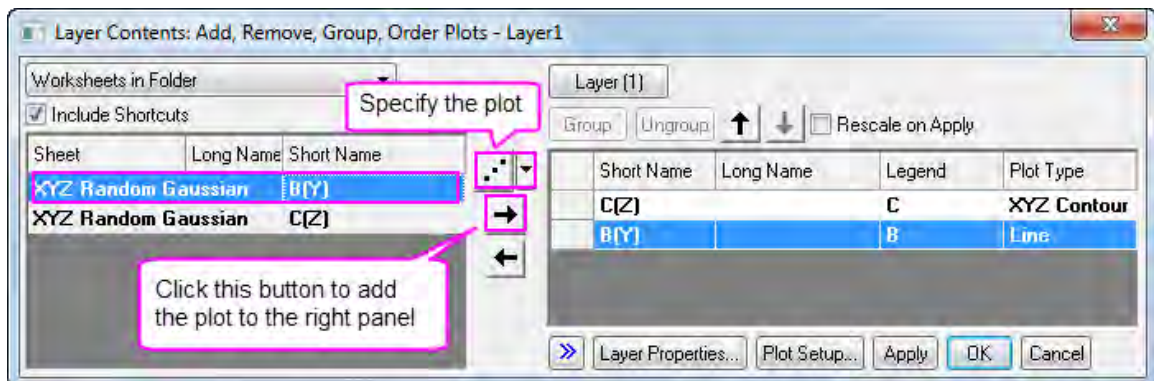 Layer Contents: Add, Remove, Group, Order Plots - Layer1
Worksheets in Folder
Include Shortcuts
Specify the plot
Sheet Long Name Short Name
XYZ Random Gaussian B(Y)
XYZ Random Gaussian C(Z)
Click this button to add
the plot to the right panel
Layer (1)
Group Ungroup Rescale on Apply
Short Name Long Name Legend Plot Type
C(Z) C XYZ Contour
B(Y) B Line
Layer Properties... Plot Setup... Apply OK Cancel